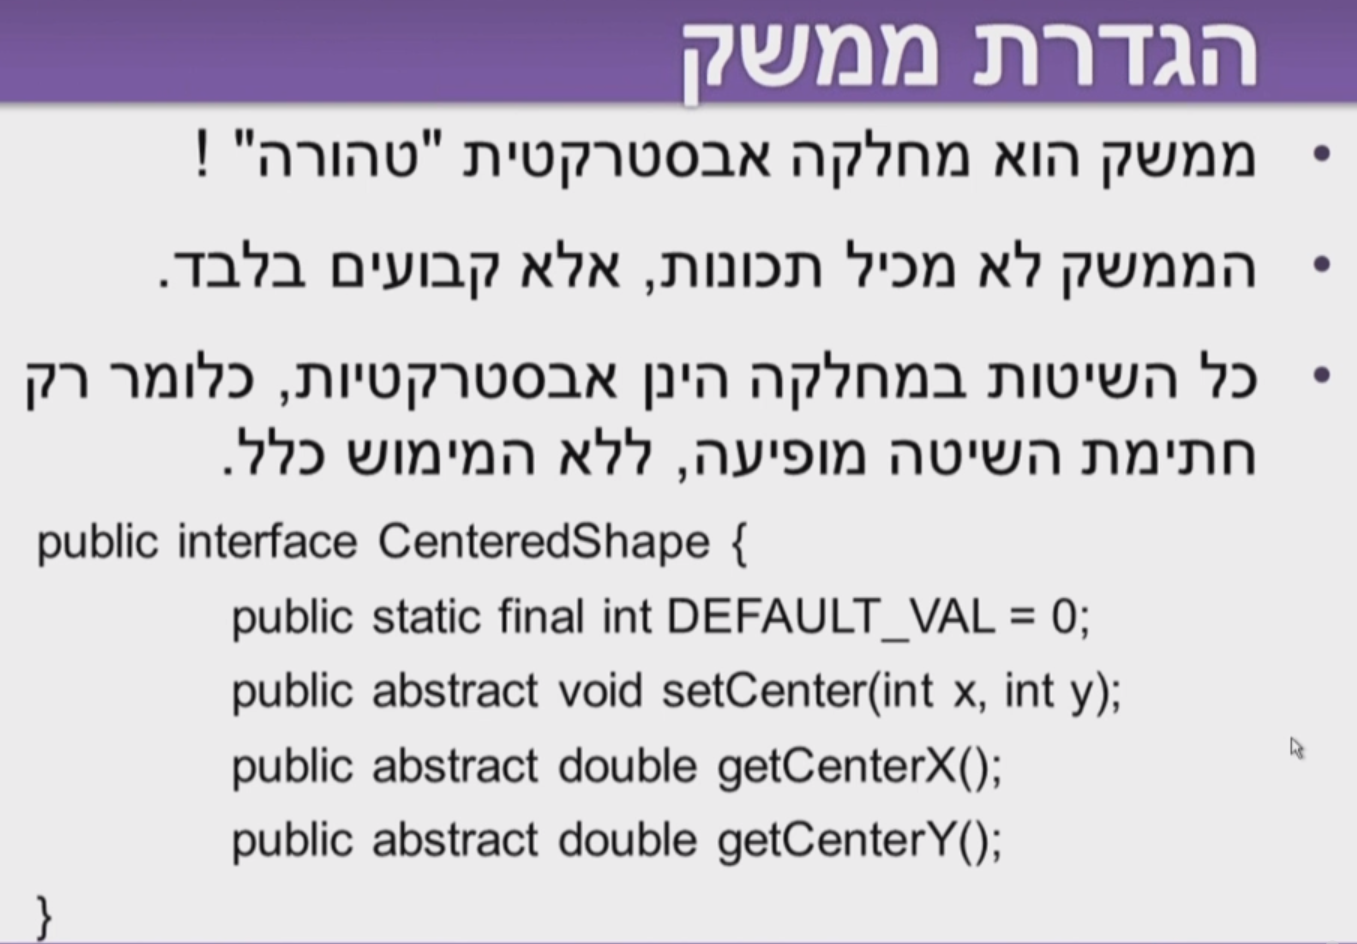 הגדרת ממשק
• ממשק הוא מחלקה אבסטרקטית "טהורה" !
• הממשק לא מכיל תכונות, אלא קבועים בלבד.
• כל השיטות במחלקה הינן אבסטרקטיות, כלומר רק
חתימת השיטה מופיעה, ללא המימוש כלל.
public interface CenteredShape {
public static final int DEFAULT_VAL = 0;
public abstract void setCenter(int x, int y);
public abstract double getCenterX();
public abstract double getCenterY();
}